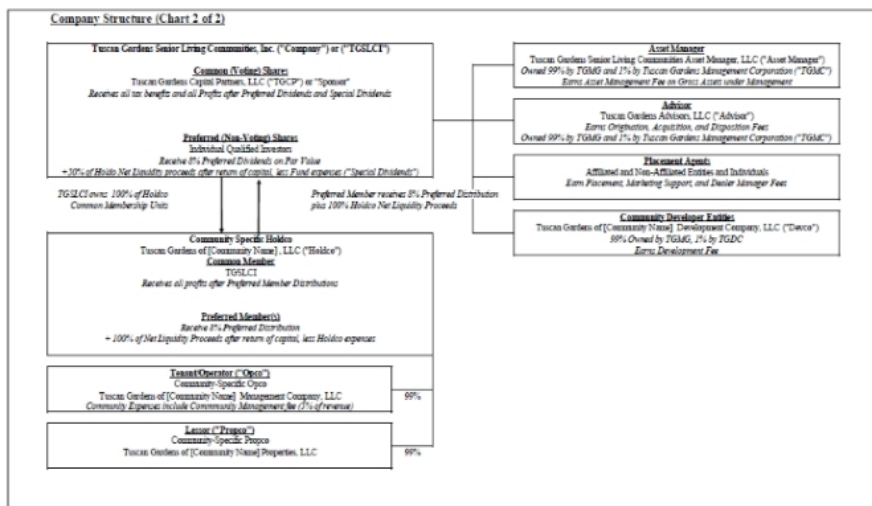 Company Structure (Chart 2 of 2)
Tuscan Gardens Senior Living Communities, Inc. ("Company") or ("TGSLCI")
Common (Voting) Shares
Tuscan Gardens Capital Partners, LLC ("TGCP") or "Sponsor"
Receives all tax benefits and all Profits after Preferred Dividends and Special Dividends
Preferred (Non-Voting) Shares
Individual Qualified Investors
Receive 8% Preferred Dividends on Par Value
+30% of Holdo Net Liquidity proceeds after return of capital, less Fund expenses ("Special Dividends")
TGSLCI owns 100% of Holdco
Common Membership Units
Preferred Member receives 8% Preferred Distribution
plus 100% Holdco Net Liquidity Proceeds
Community Specific Holdco
Tuscan Gardens of [Community Name] , LLC ("Holdco")
Common Member
TGSLCI
Receives all profits after Preferred Member Distributions
Preferred Member(s)
Receive 8% Preferred Distribution
+ 100% of Net Liquidity Proceeds after return of capital, less Holdco expenses
Tenant/Operator ("Opco")
Community-Specific Opco
Tuscan Gardens of [Community Name] Management Company, LLC
Community Expenses include Community Management fee (5% of revenue)
99%
Lessor ("Propco")
Community-Specific Propco
Tuscan Gardens of [Community Name] Properties, LLC
99%
Asset Manager
Tuscan Gardens Senior Living Communities Asset Manager, LLC ("Asset Manager")
Owned 99% by TGMG and 1% by Tuscan Gardens Management Corporation ("TGMC")
Earns Asset Management Fee on Gross Assets under Management
Advisor
Tuscan Gardens Advisors, LLC ("Advisor")
Earns Origination, Acquisition, and Disposition Fees
Owned 99% by TGMG and 1% by Tuscan Gardens Management Corporation ("TGMC")
Placement Agents
Affiliated and Non-Affiliated Entities and Individuals
Earn Placement, Marketing Support, and Dealer Manager Fees
Community Developer Entities
Tuscan Gardens of [Community Name] Development Company, LLC ("Devco")
99% Owned by TGMG, 1% by TGDC
Earns Development Fee